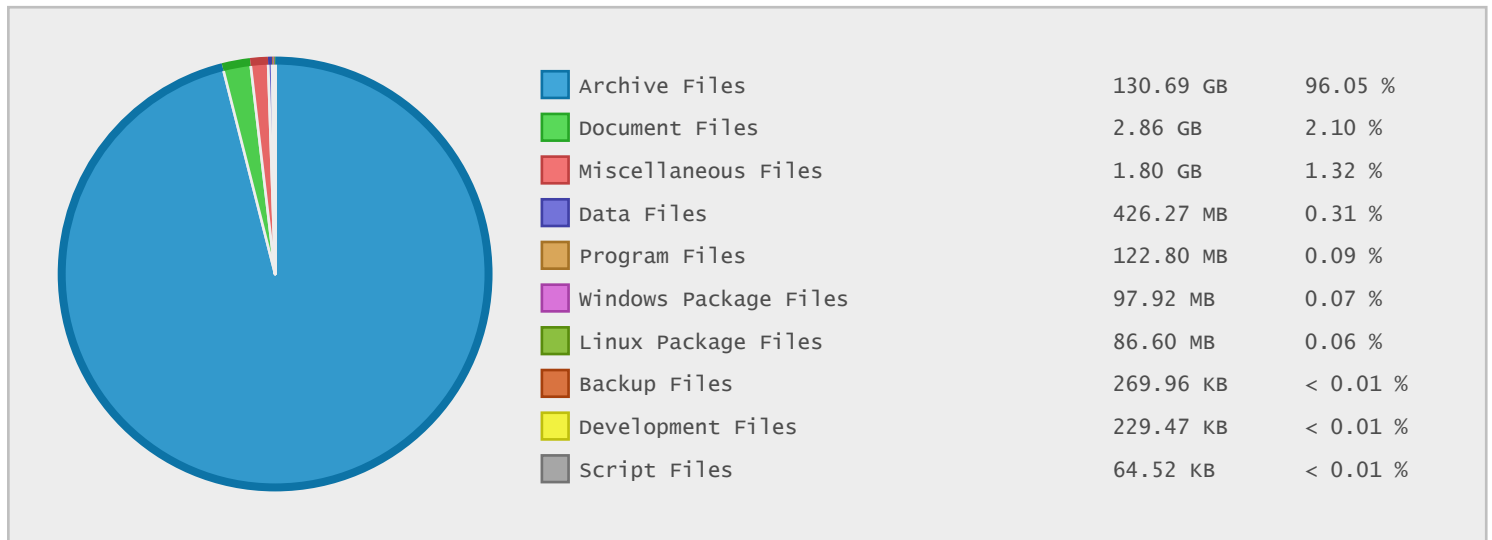 Archive Files 130.69 GB 96.05 %
Document Files 2.86 GB 2.10 %
Miscellaneous Files 1.80 GB 1.32 %
Data Files 426.27 MB 0.31 %
Program Files 122.80 MB 0.09 %
Windows Package Files 97.92 MB 0.07 %
Linux Package Files 86.60 MB 0.06 %
Backup Files 269.96 KB < 0.01 %
Development Files 229.47 KB < 0.01 %
Script Files 64.52 KB < 0.01 %